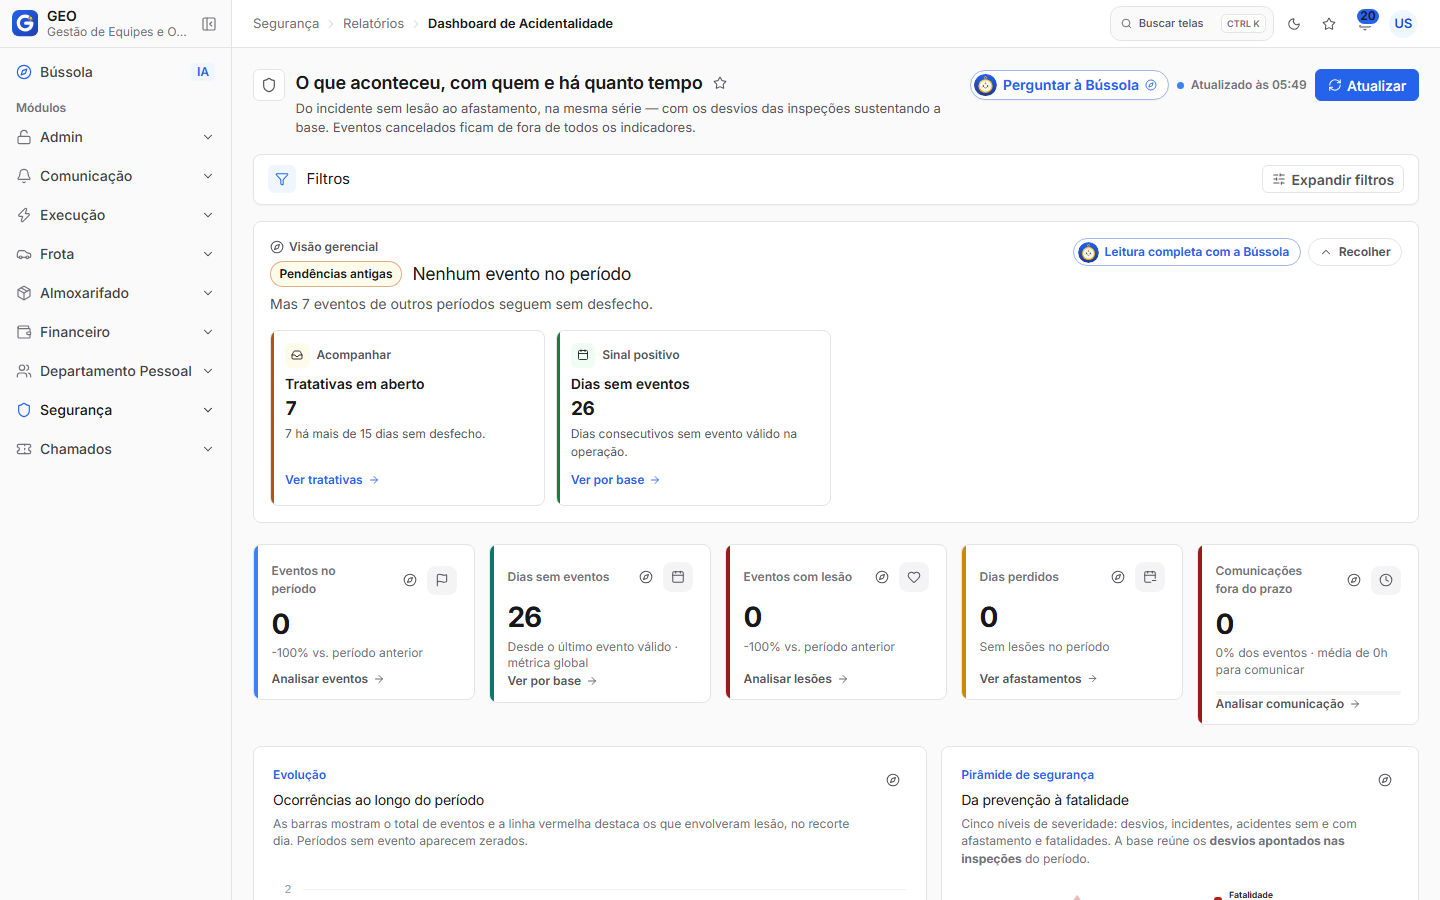 GEO
Gestão de Equipes e O...
Segurança
Relatórios
Dashboard de Acidentalidade
Buscar telas
CTRL K
20
US
Bússola
IA
Módulos
Admin
Comunicação
Execução
Frota
Almoxarifado
Financeiro
Departamento Pessoal
Segurança
Chamados
O que aconteceu, com quem e há quanto tempo
Do incidente sem lesão ao afastamento, na mesma série — com os desvios das inspeções sustentando a
base. Eventos cancelados ficam de fora de todos os indicadores.
Perguntar à Bússola
Atualizado às 05:49
Atualizar
Filtros
Expandir filtros
Visão gerencial
Pendências antigas
Nenhum evento no período
Mas 7 eventos de outros períodos seguem sem desfecho.
Leitura completa com a Bússola
Recolher
Acompanhar
Tratativas em aberto
7
7 há mais de 15 dias sem desfecho.
Ver tratativas
Sinal positivo
Dias sem eventos
26
Dias consecutivos sem evento válido na
operação.
Ver por base
Eventos no
período
0
-100% vs. período anterior
Analisar eventos
Dias sem eventos
26
Desde o último evento válido ·
métrica global
Ver por base
Eventos com lesão
0
-100% vs. período anterior
Analisar lesões
Dias perdidos
0
Sem lesões no período
Ver afastamentos
Comunicações
fora do prazo
0
0% dos eventos · média de 0h
para comunicar
Analisar comunicação
Evolução
Ocorrências ao longo do período
As barras mostram o total de eventos e a linha vermelha destaca os que envolveram lesão, no recorte
dia. Períodos sem evento aparecem zerados.
2
Pirâmide de segurança
Da prevenção à fatalidade
Cinco níveis de severidade: desvios, incidentes, acidentes sem e com
afastamento e fatalidades. A base reúne os desvios apontados nas
inspeções do período.
Fatalidade